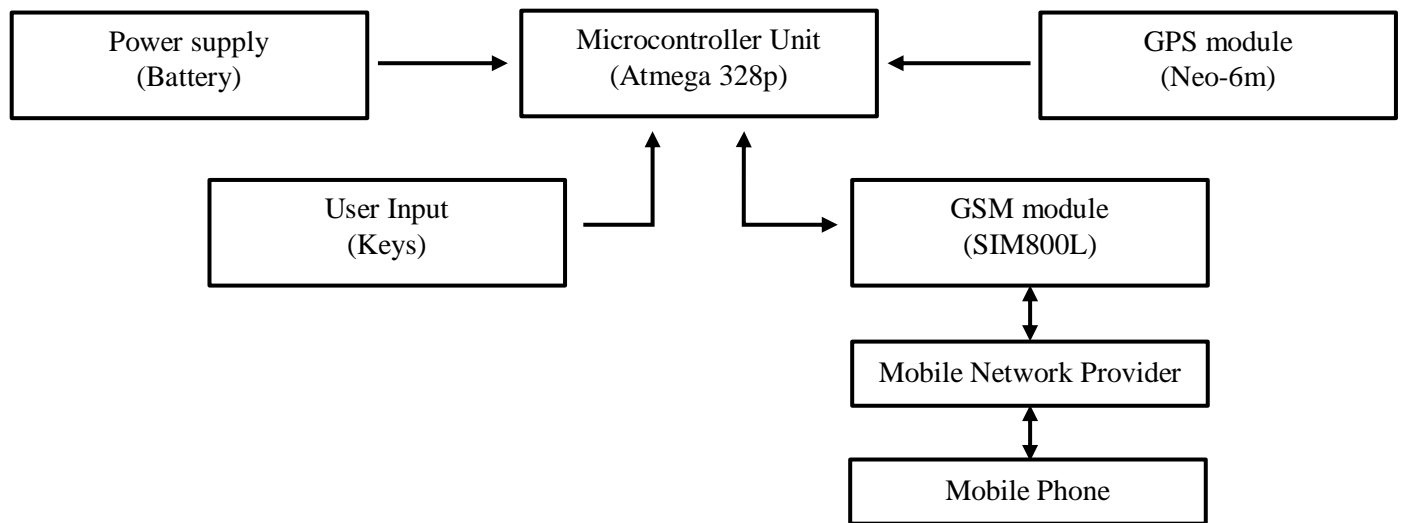 Power supply
(Battery)
Microcontroller Unit
(Atmega 328p)
GPS module
(Neo-6m)
User Input
(Keys)
GSM module
(SIM800L)
Mobile Network Provider
Mobile Phone